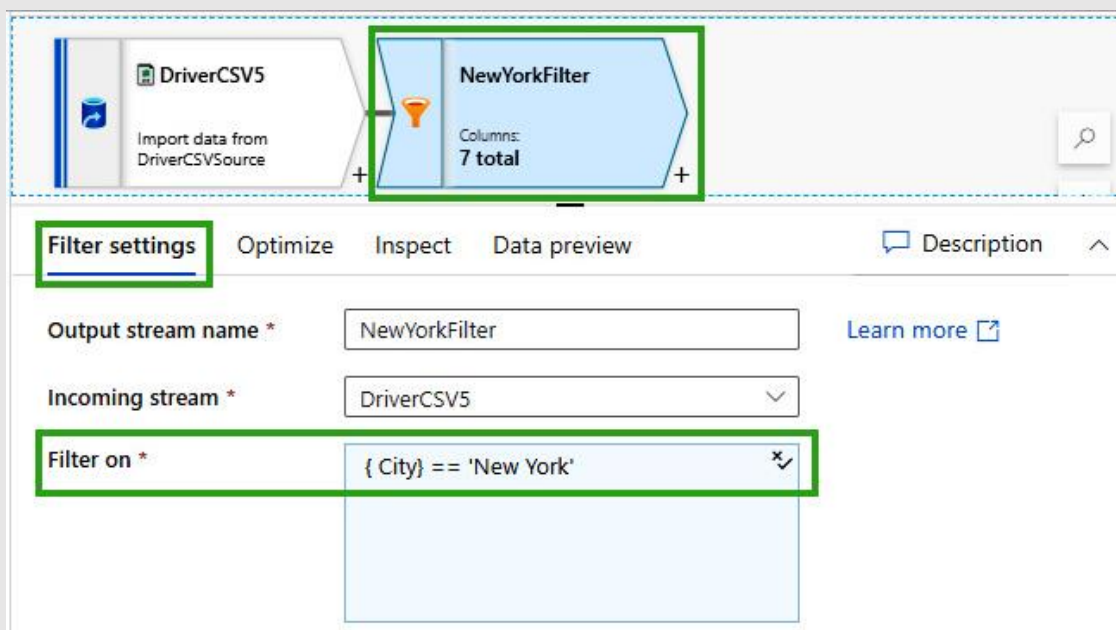 DriverCSV5
Import data from
DriverCSVSource
+
NewYorkFilter
Columns:
7 total
+
Filter settings
Optimize
Inspect
Data preview
Description
Output stream name *
NewYorkFilter
Learn more
Incoming stream *
DriverCSV5
Filter on *
{ City} == 'New York'